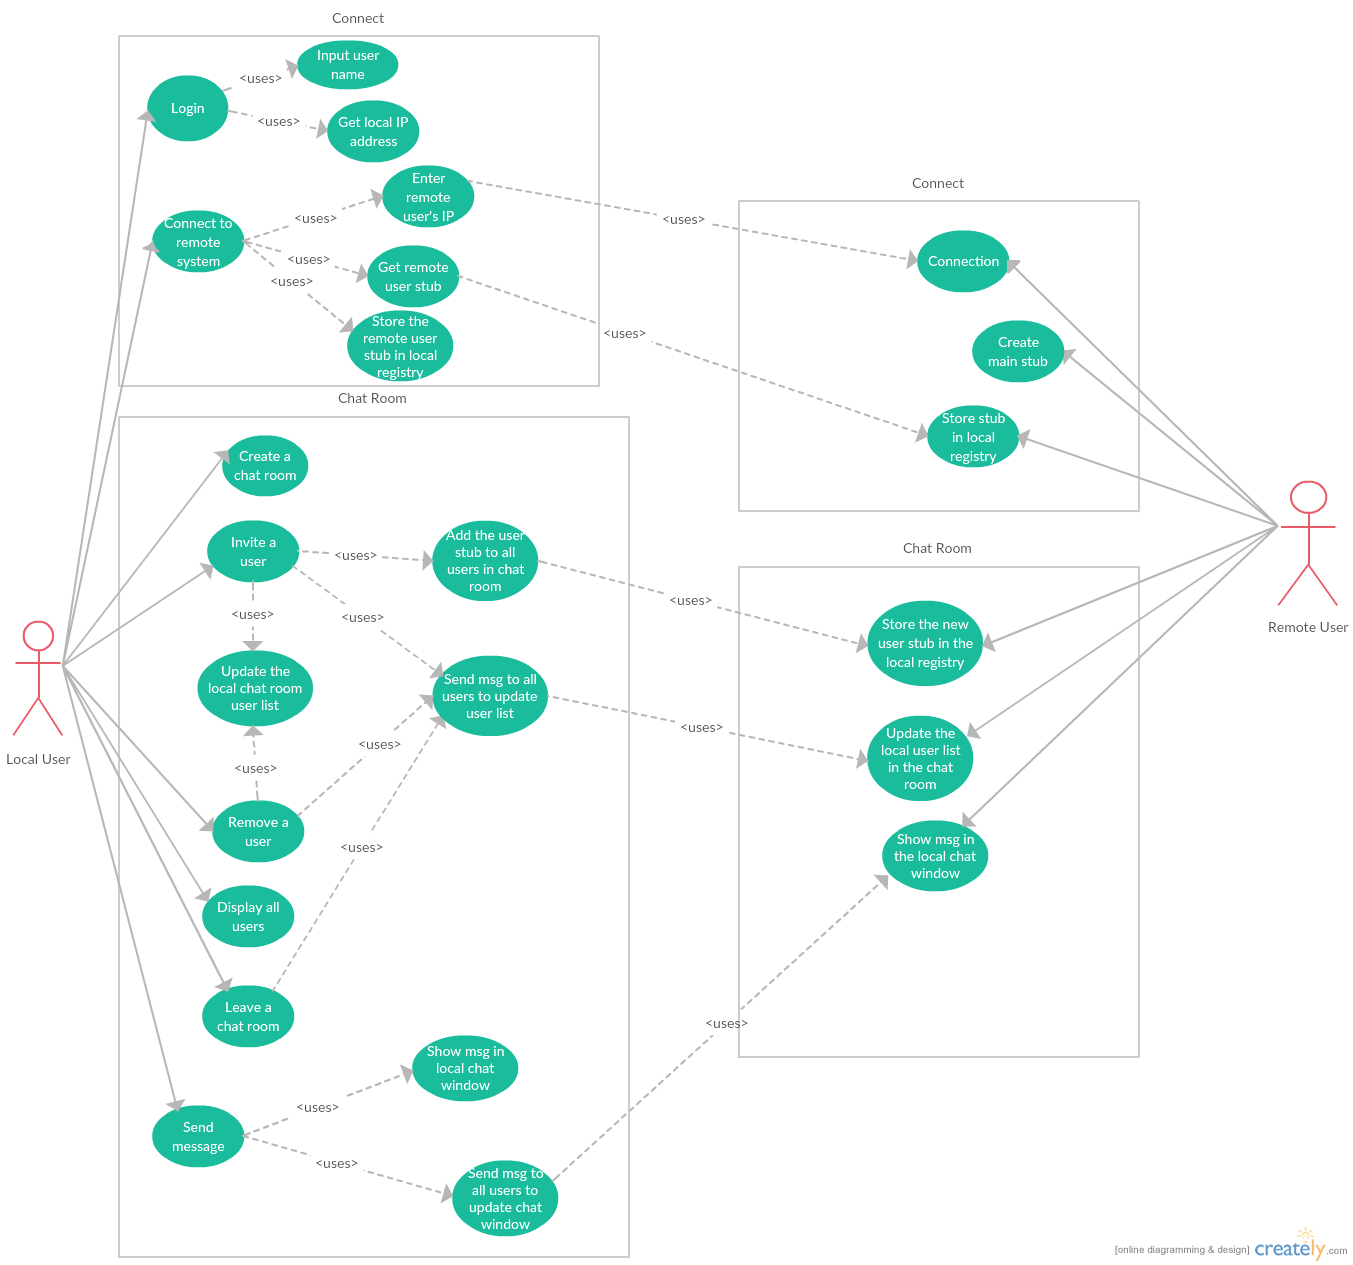 Connect
Input user
name
<uses>
Login
<uses>
Get local IP
address
Enter
remote
user's IP
<uses>
Connect to
remote
system
<uses>
Get remote
user stub
<uses>
Store the
remote user
stub in local
registry
<uses>
<uses>
Connect
Connection
Create
main stub
Store stub
in local
registry
Chat Room
Create a
chat room
Invite a
user
<uses>
Add the user
stub to all
users in chat
room
<uses>
<uses>
<uses>
Update the
local chat room
user list
Send msg to all
users to update
user list
<uses>
<uses>
<uses>
Remove a
user
<uses>
Display all
users
Leave a
chat room
Show msg in
local chat
window
<uses>
Send
message
<uses>
Send msg to
all users to
update chat
window
<uses>
Local User
Chat Room
Store the new
user stub in the
local registry
Update the
local user list
in the chat
room
Show msg in
the local chat
window
<uses>
Remote User
[online diagramming & design] creately.com